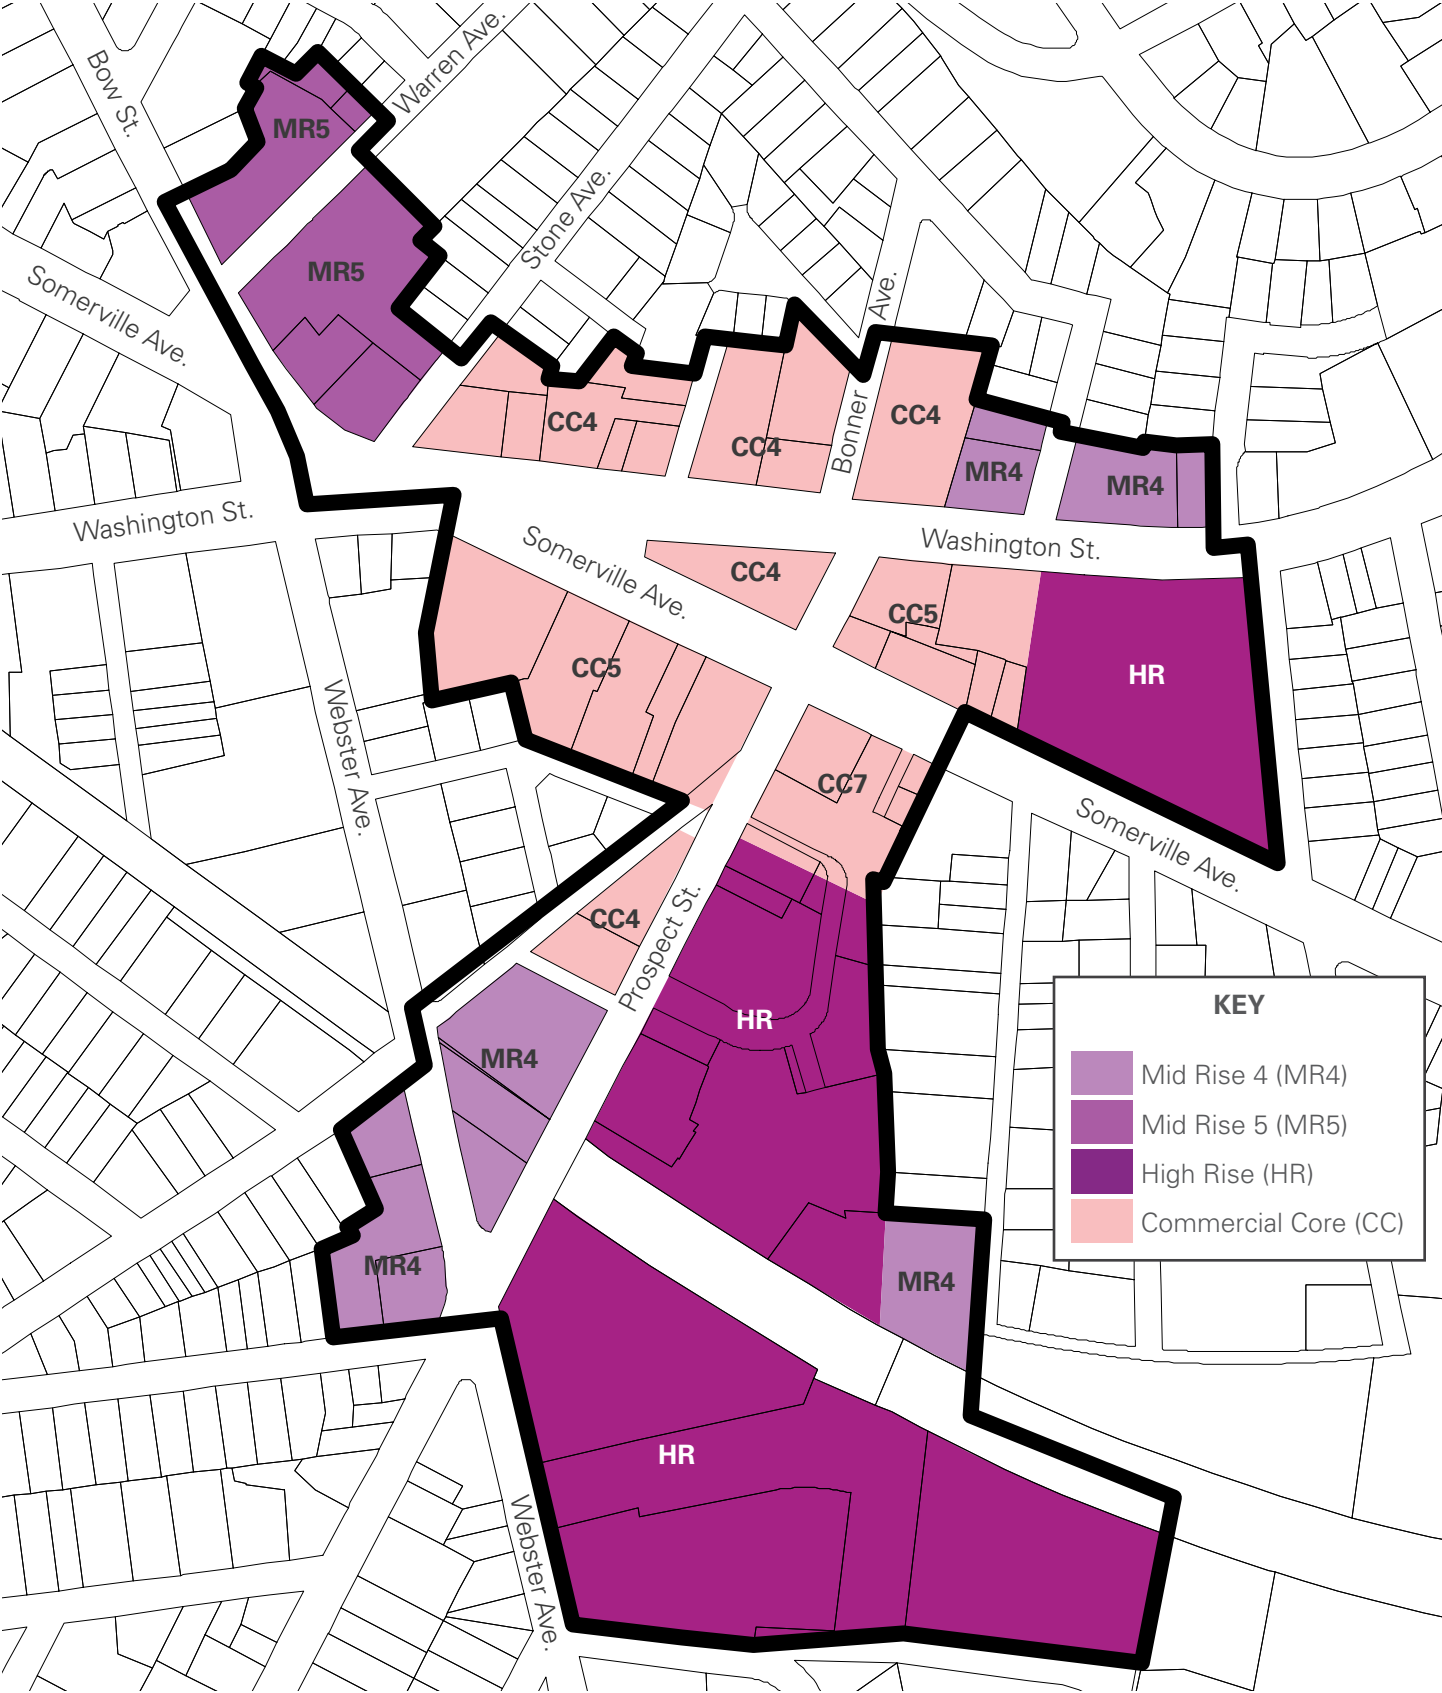 Bow St.
Warren Ave.
MR5
Stone Ave.
MR5
Somerville Ave.
Ave.
Bonner
CC4
CC4
CC4
MR4
MR4
Washington St.
Somerville Ave.
Washington St.
CC4
CC5
CC5
HR
Webster Ave.
CC7
Somerville Ave.
CC4
Prospect St.
HR
MR4
MR4
MR4
HR
Webster Ave.
KEY
Mid Rise 4 (MR4)
Mid Rise 5 (MR5)
High Rise (HR)
Commercial Core (CC)